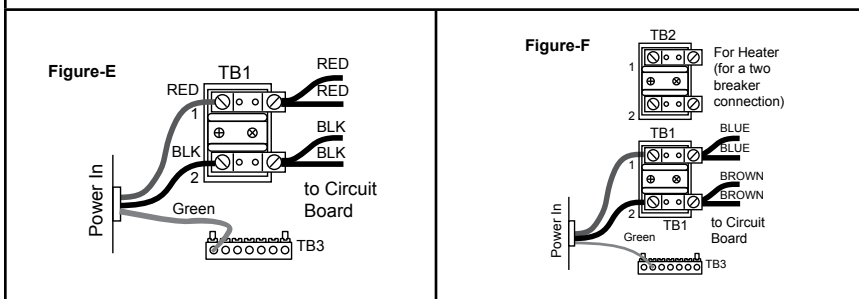 Figure-E
TB1
RED
RED
RED
1
BLK
BLK
BLK
2
to Circuit
Board
Power In
Green
TB3
Figure-F
TB2
For Heater
(for a two
breaker
connection)
1
2
TB1
BLUE
BLUE
1
BROWN
BROWN
2
TB1
to Circuit
Board
Power In
Green
TB3